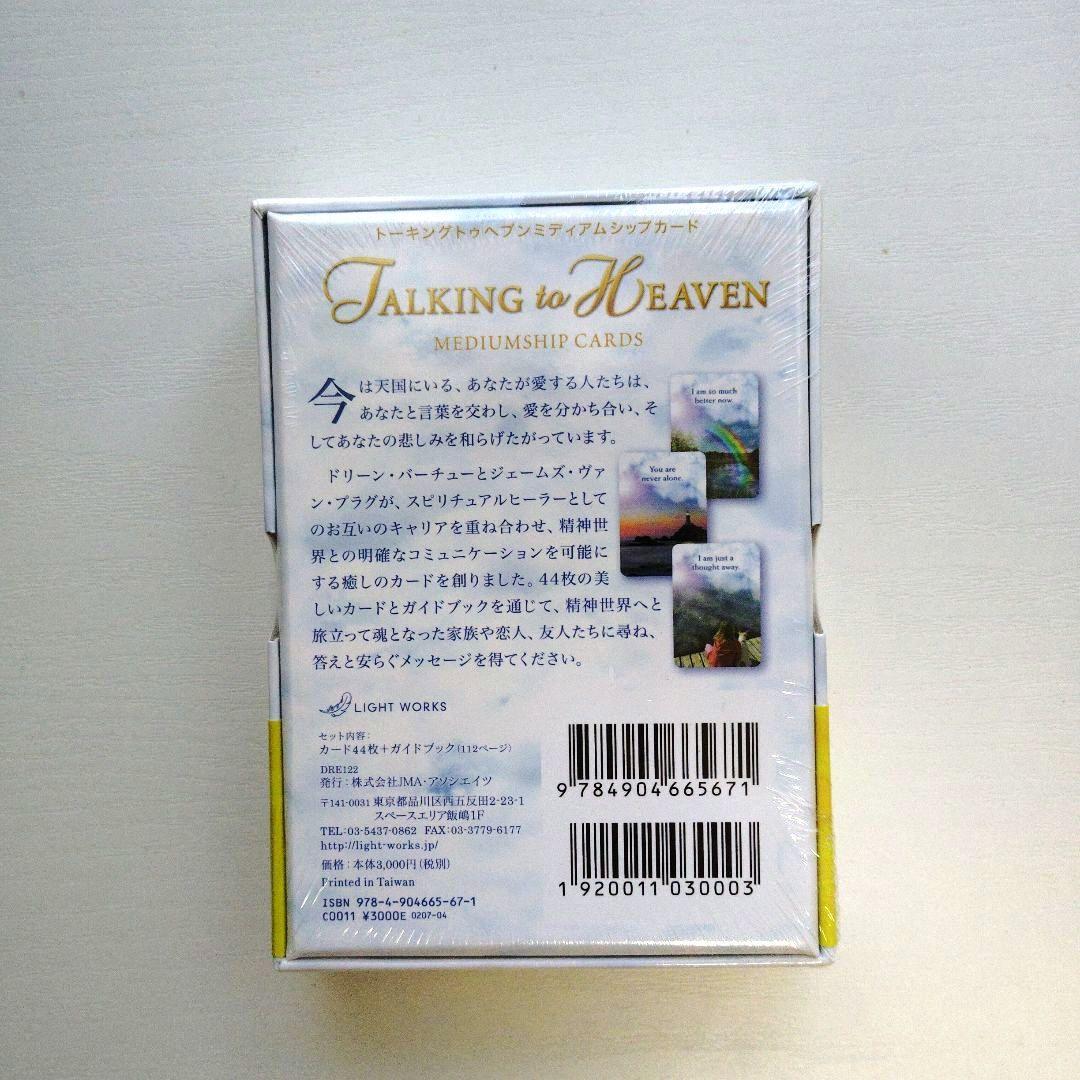 トーキングトゥヘブンミディアムシップカード
TALKING to HEAVEN
MEDIUMSHIP CARDS
今は天国にいる、あなたが愛する人たちは、
あなたと言葉を交わし、愛を分かち合い、そ
してあなたの悲しみを和らげたがっています。
ドリーン・バーチューとジェームズ・ヴァ
ン・プラグが、スピリチュアルヒーラーとして
のお互いのキャリアを重ね合わせ、精神世
界との明確なコミュニケーションを可能に
する癒しのカードを創りました。44枚の美
しいカードとガイドブックを通じて、精神世界へと
旅立って魂となった家族や恋人、友人たちに尋ね、
答えと安らぐメッセージを得てください。
I am so much
better now.
You are
never alone.
I am just a
thought away.
LIGHT WORKS
セット内容:
カード44枚+ガイドブック(112ページ)
DRE122
発行:株式会社JMA・アソシエイツ
〒141-0031 東京都品川区西五反田2-23-1
スペースエリア飯嶋1F
TEL:03-5437-0862 FAX:03-3779-6177
http://light-works.jp/
価格:本体3,000円(税別)
Printed in Taiwan
ISBN 978-4-904665-67-1
C0011 ¥3000E 0207-04
9 784904 665671
1 920011 030003